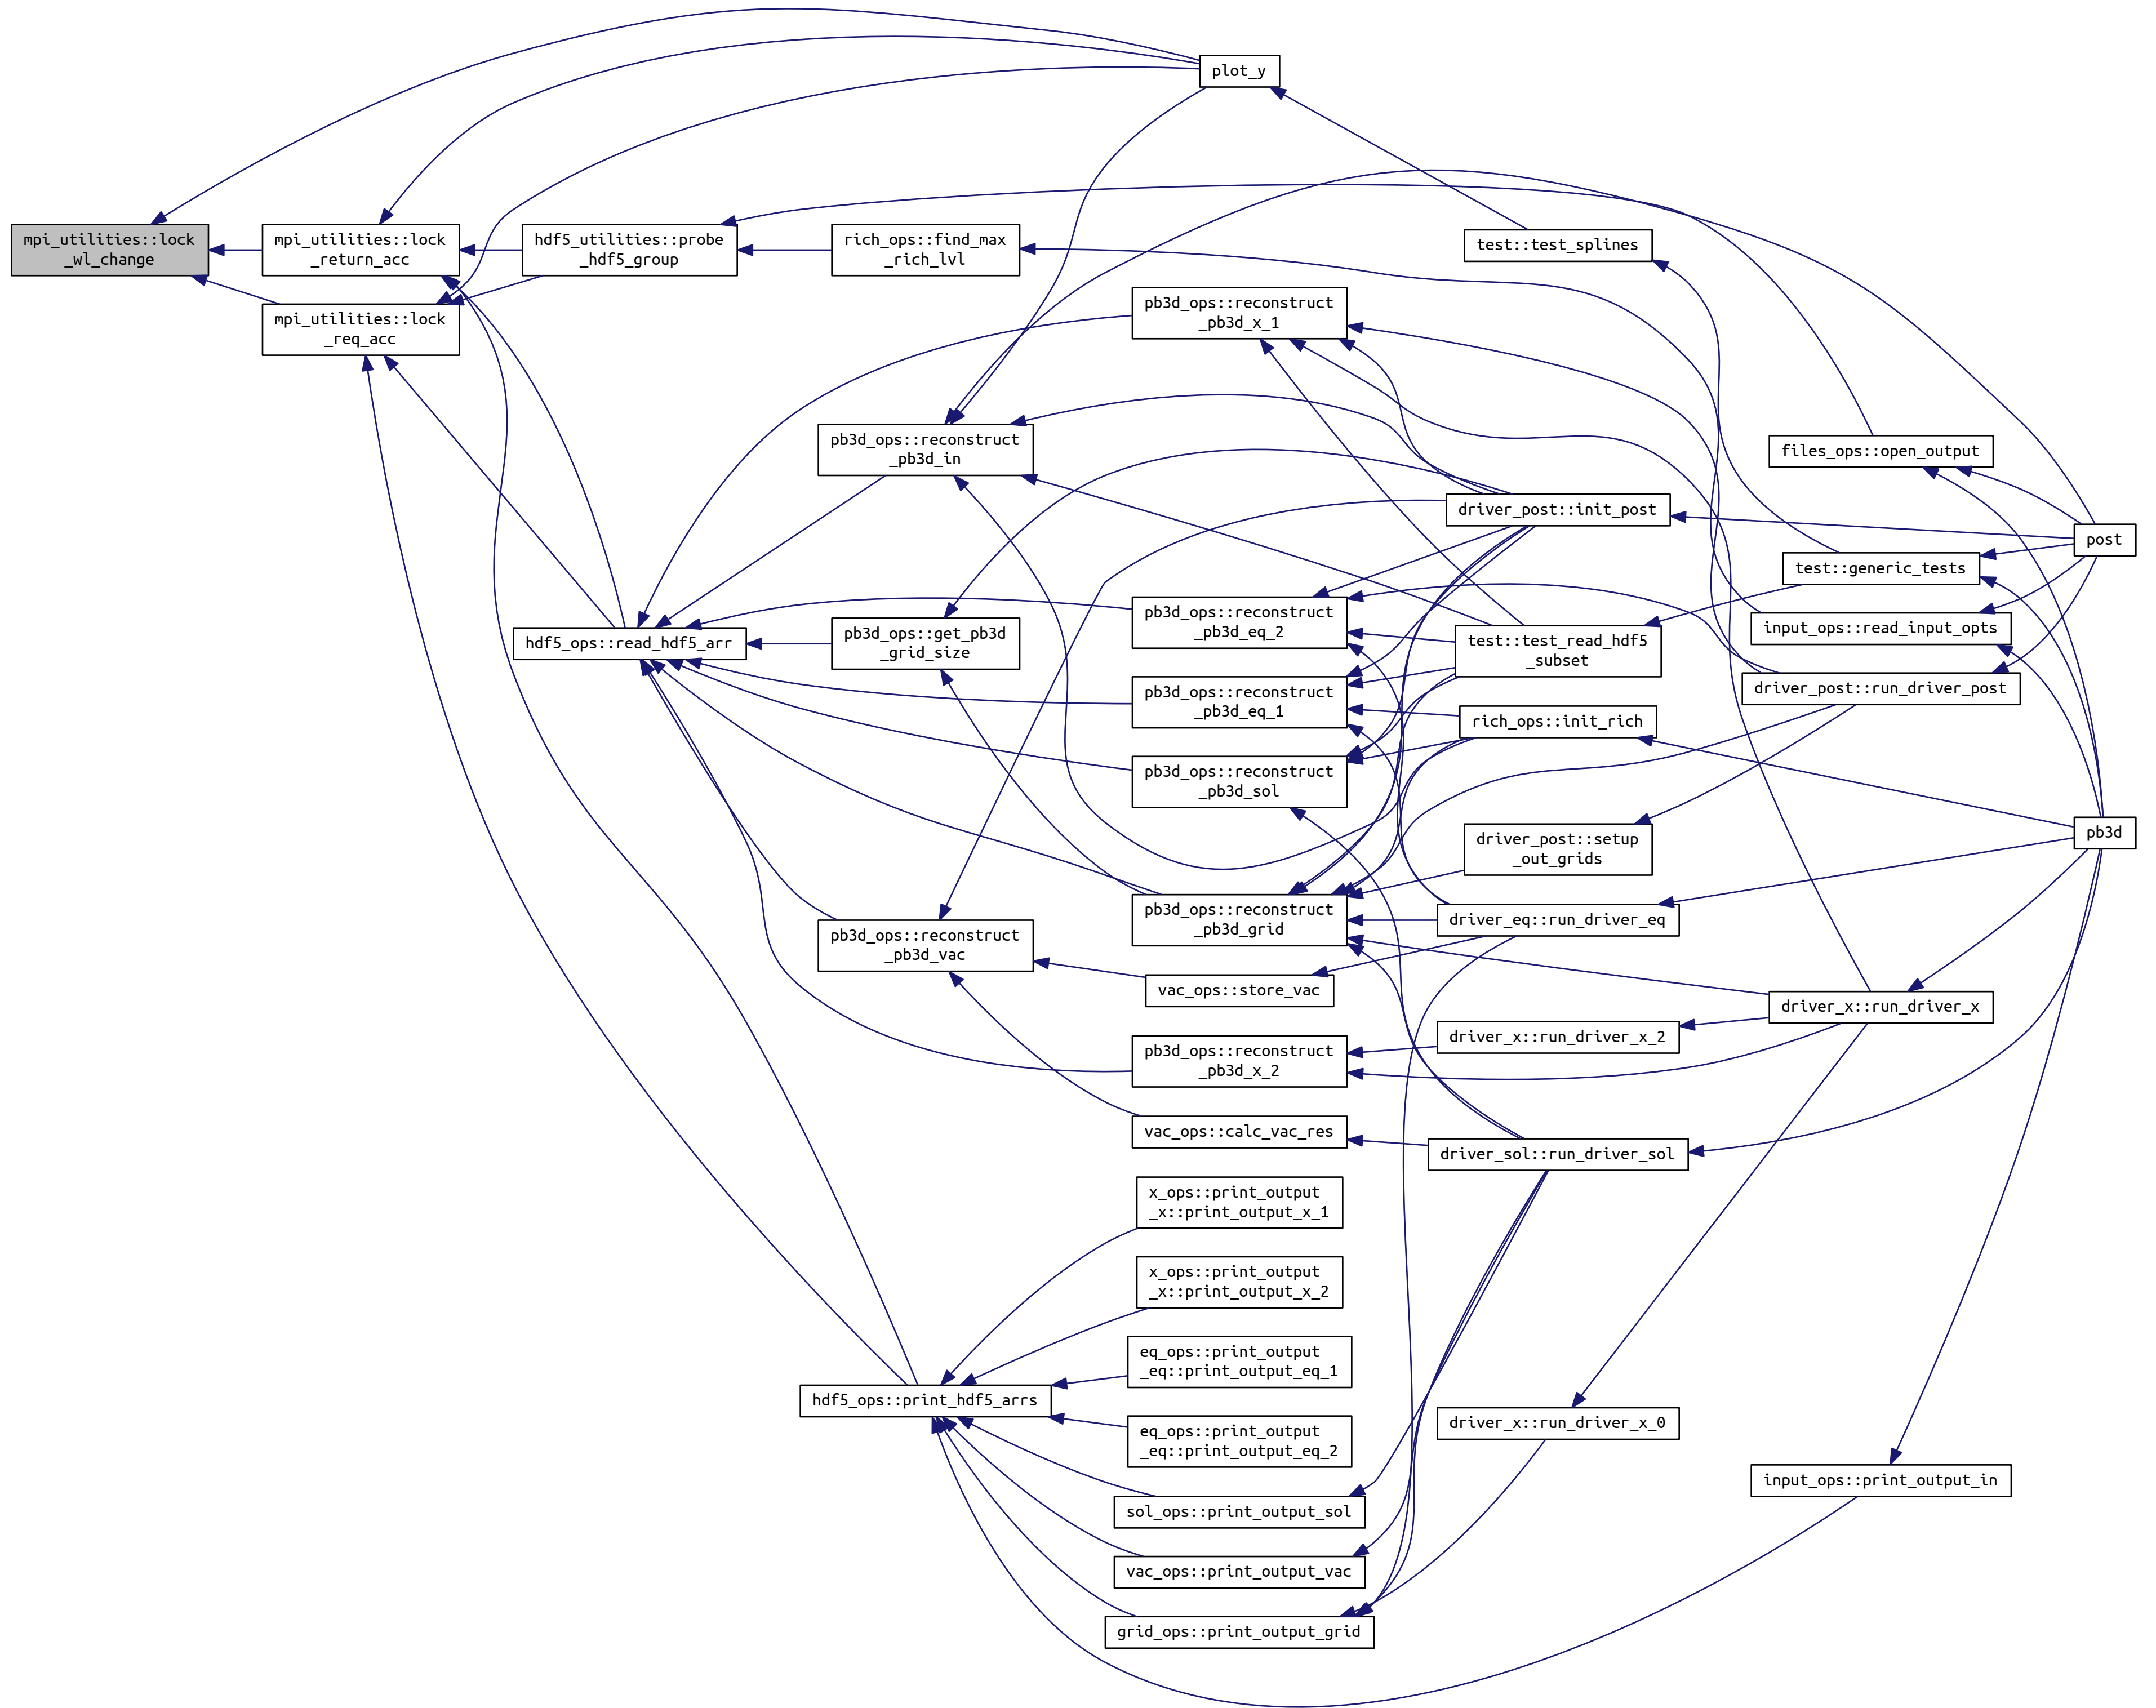 mpi_utilities::lock
_wl_change
mpi_utilities::lock
_return_acc
mpi_utilities::lock
_req_acc
hdf5_utilities::probe
_hdf5_group
hdf5_ops::read_hdf5_arr
rich_ops::find_max
_rich_lvl
pb3d_ops::reconstruct
_pb3d_in
pb3d_ops::get_pb3d
_grid_size
pb3d_ops::reconstruct
_pb3d_vac
hdf5_ops::print_hdf5_arrs
plot_y
pb3d_ops::reconstruct
_pb3d_x_1
pb3d_ops::reconstruct
_pb3d_eq_2
pb3d_ops::reconstruct
_pb3d_eq_1
pb3d_ops::reconstruct
_pb3d_sol
pb3d_ops::reconstruct
_pb3d_grid
vac_ops::store_vac
pb3d_ops::reconstruct
_pb3d_x_2
vac_ops::calc_vac_res
x_ops::print_output
_x::print_output_x_1
x_ops::print_output
_x::print_output_x_2
eq_ops::print_output
_eq::print_output_eq_1
eq_ops::print_output
_eq::print_output_eq_2
sol_ops::print_output_sol
vac_ops::print_output_vac
grid_ops::print_output_grid
test::test_splines
driver_post::init_post
test::test_read_hdf5
_subset
rich_ops::init_rich
driver_post::setup
_out_grids
driver_eq::run_driver_eq
driver_x::run_driver_x_2
driver_sol::run_driver_sol
driver_x::run_driver_x_0
files_ops::open_output
test::generic_tests
input_ops::read_input_opts
driver_post::run_driver_post
driver_x::run_driver_x
input_ops::print_output_in
post
pb3d